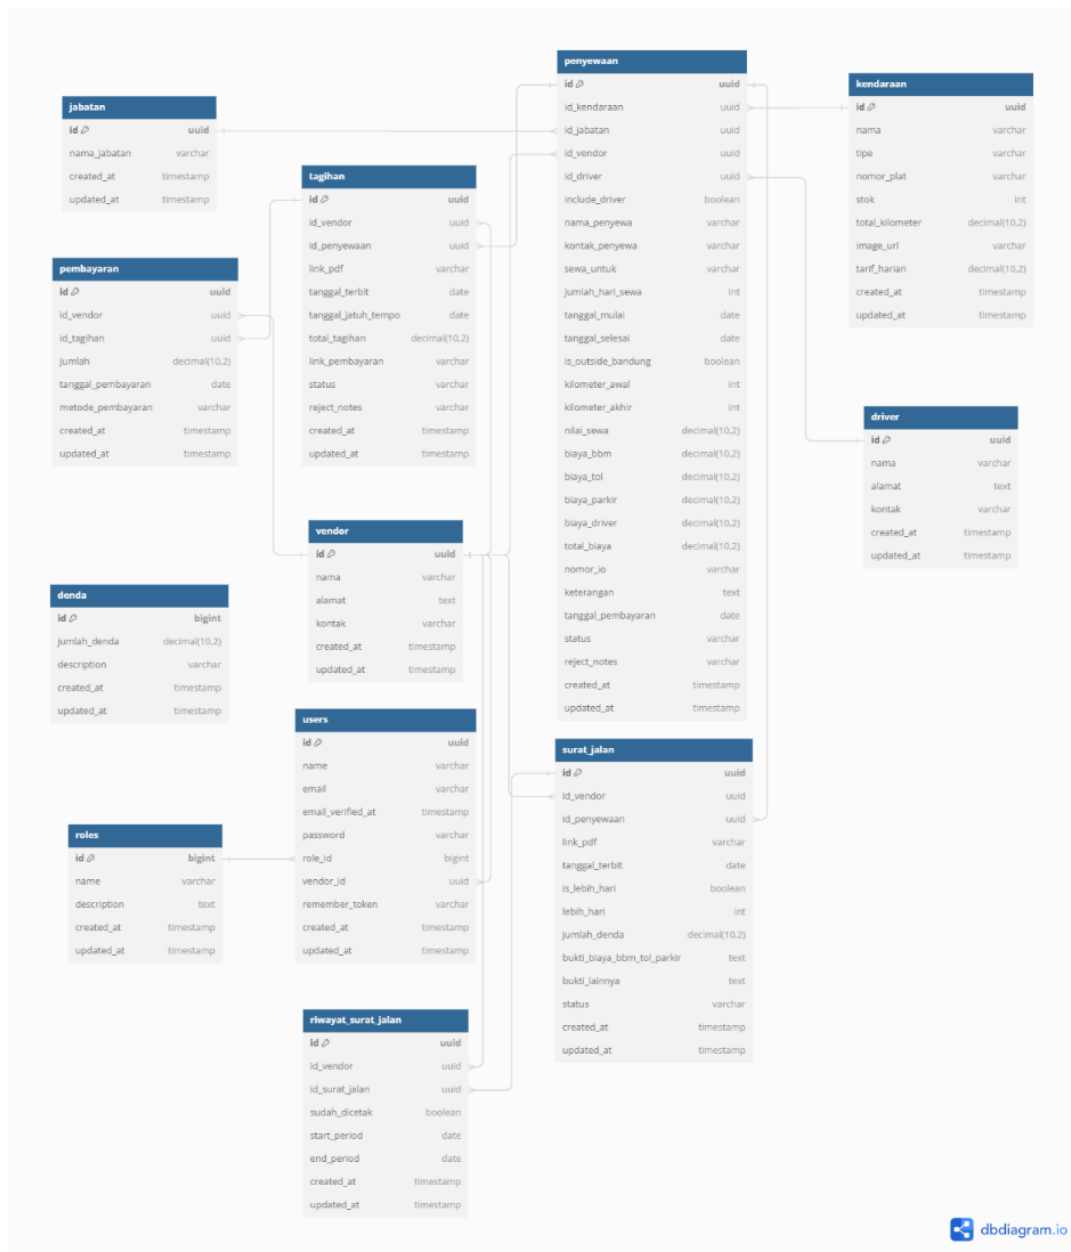 jabatan
id uuid
nama_jabatan varchar
created_at timestamp
updated_at timestamp
pembayaran
id uuid
id_vendor uuid
id_tagihan uuid
jumlah decimal(10,2)
tanggal_pembayaran date
metode_pembayaran varchar
created_at timestamp
updated_at timestamp
denda
id bigint
jumlah_denda decimal(10,2)
description varchar
created_at timestamp
updated_at timestamp
roles
id bigint
name varchar
description text
created_at timestamp
updated_at timestamp
tagihan
id uuid
id_vendor uuid
id_penyewaan uuid
link_pdf varchar
tanggal_terbit date
tanggal_jatuh_tempo date
total_tagihan decimal(10,2)
link_pembayaran varchar
status varchar
reject_notes varchar
created_at timestamp
updated_at timestamp
vendor
id uuid
nama varchar
alamat text
kontak varchar
created_at timestamp
updated_at timestamp
users
id uuid
name varchar
email varchar
email_verified_at timestamp
password varchar
role_id bigint
vendor_id uuid
remember_token varchar
created_at timestamp
updated_at timestamp
riwayat_surat_jalan
id uuid
id_vendor uuid
id_surat_jalan uuid
sudah_dicetak boolean
start_period date
end_period date
created_at timestamp
updated_at timestamp
penyewaan
id uuid
id_kendaraan uuid
id_jabatan uuid
id_vendor uuid
id_driver uuid
include_driver boolean
nama_penyewa varchar
kontak_penyewa varchar
sewa_untuk varchar
jumlah_hari_sewa int
tanggal_mulai date
tanggal_selesai date
is_outside_bandung boolean
kilometer_awal int
kilometer_akhir int
nilai_sewa decimal(10,2)
biaya_bbm decimal(10,2)
biaya_tol decimal(10,2)
biaya_parkir decimal(10,2)
biaya_driver decimal(10,2)
total_biaya decimal(10,2)
nomor_io varchar
keterangan text
tanggal_pembayaran date
status varchar
reject_notes varchar
created_at timestamp
updated_at timestamp
surat_jalan
id uuid
id_vendor uuid
id_penyewaan uuid
link_pdf varchar
tanggal_terbit date
is_lebih_hari boolean
lebih_hari int
jumlah_denda decimal(10,2)
bukti_biaya_bbm_tol_parkir text
bukti_lainnya text
status varchar
created_at timestamp
updated_at timestamp
kendaraan
id uuid
nama varchar
tipe varchar
nomor_plat varchar
stok int
total_kilometer decimal(10,2)
image_url varchar
tarif_harian decimal(10,2)
created_at timestamp
updated_at timestamp
driver
id uuid
nama varchar
alamat text
kontak varchar
created_at timestamp
updated_at timestamp
dbdiagram.io